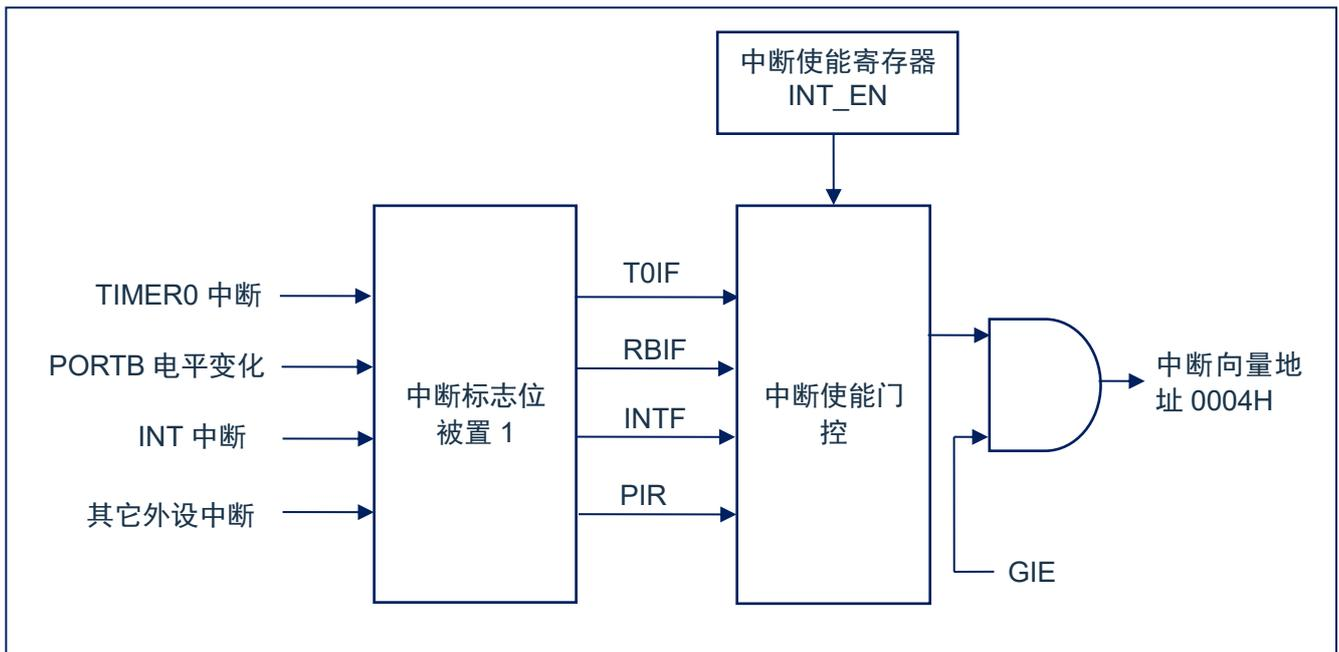 中断使能寄存器
INT_EN
TIMER0 中断
PORTB 电平变化
INT 中断
其它外设中断
中断标志位
被置 1
T0IF
RBIF
INTF
PIR
中断使能门
控
GIE
中断向量地
址 0004H